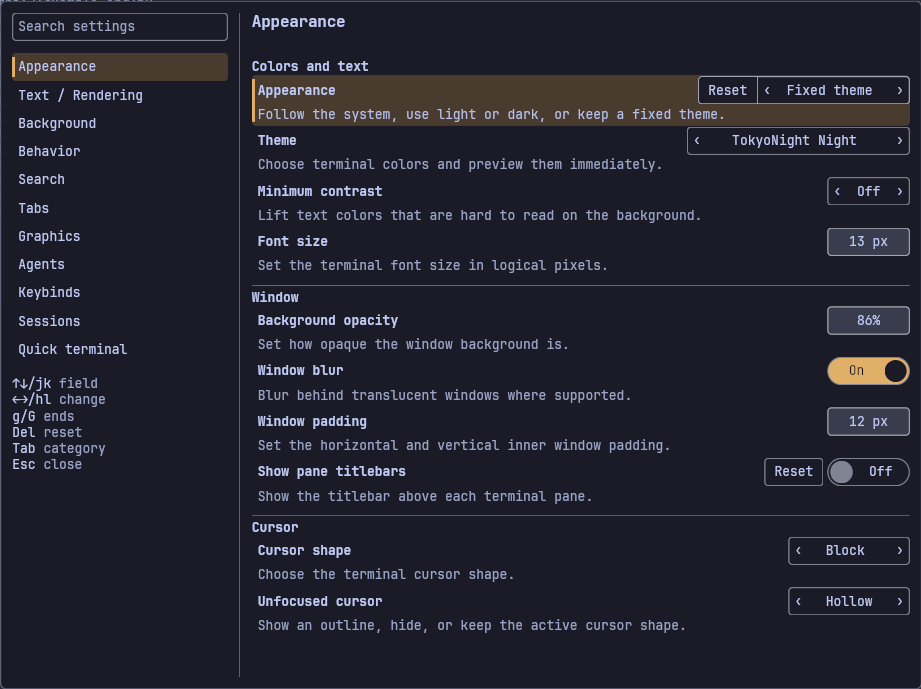 Search settings
Appearance
Text / Rendering
Background
Behavior
Search
Tabs
Graphics
Agents
Keybinds
Sessions
Quick terminal
↑↓/jk field
↔/hl change
g/G ends
Del reset
Tab category
Esc close
Appearance
Colors and text
Appearance
Reset ‹ Fixed theme ›
Follow the system, use light or dark, or keep a fixed theme.
Theme
‹ TokyoNight Night ›
Choose terminal colors and preview them immediately.
Minimum contrast
‹ Off ›
Lift text colors that are hard to read on the background.
Font size
13 px
Set the terminal font size in logical pixels.
Window
Background opacity
86%
Set how opaque the window background is.
Window blur
On
Blur behind translucent windows where supported.
Window padding
12 px
Set the horizontal and vertical inner window padding.
Show pane titlebars
Reset Off
Show the titlebar above each terminal pane.
Cursor
Cursor shape
‹ Block ›
Choose the terminal cursor shape.
Unfocused cursor
‹ Hollow ›
Show an outline, hide, or keep the active cursor shape.